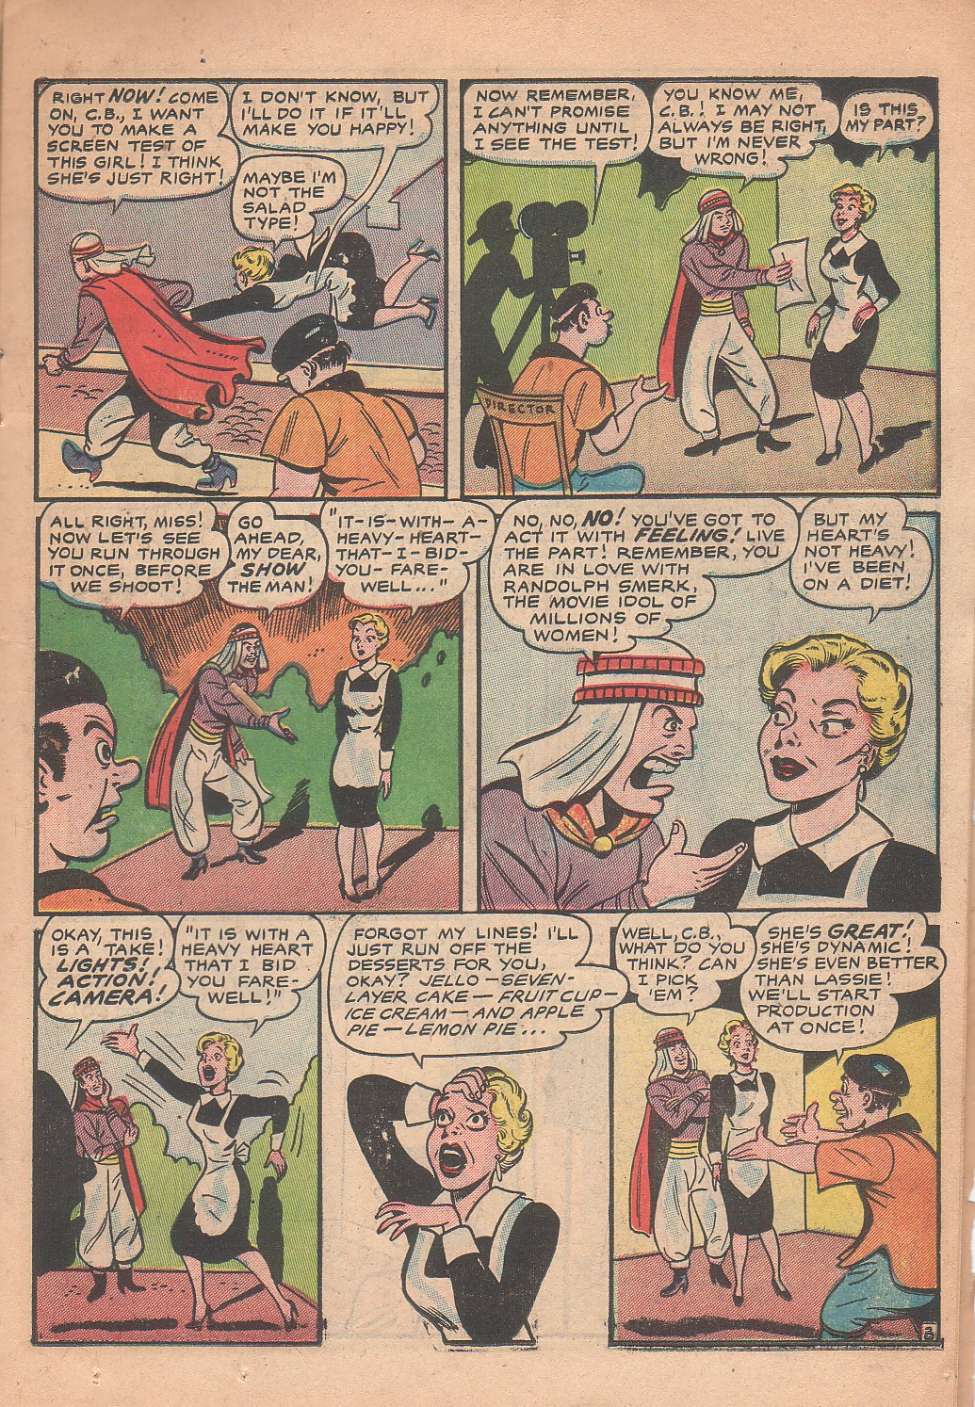 RIGHT NOW! COME
ON, C.B., I WANT
YOU TO MAKE A
SCREEN TEST OF
THIS GIRL! I THINK
SHE'S JUST RIGHT!
I DON'T KNOW, BUT
I'LL DO IT IF IT'LL
MAKE YOU HAPPY!
MAYBE I'M
NOT THE
SALAD
TYPE!
NOW REMEMBER,
I CAN'T PROMISE
ANYTHING UNTIL
I SEE THE TEST!
YOU KNOW ME,
C.B.! I MAY NOT
ALWAYS BE RIGHT,
BUT I'M NEVER
WRONG!
IS THIS
MY PART?
DIRECTOR
ALL RIGHT, MISS!
NOW LET'S SEE
YOU RUN THROUGH
IT ONCE, BEFORE
WE SHOOT!
GO
AHEAD,
MY DEAR,
SHOW
THE MAN!
"IT-IS-WITH-A-
HEAVY-HEART-
THAT-I-BID-
YOU-FARE-
WELL..."
NO, NO, NO! YOU'VE GOT TO
ACT IT WITH FEELING! LIVE
THE PART! REMEMBER, YOU
ARE IN LOVE WITH
RANDOLPH SMERK,
THE MOVIE IDOL OF
MILLIONS OF
WOMEN!
BUT MY
HEART'S
NOT HEAVY!
I'VE BEEN
ON A DIET!
OKAY, THIS
IS A TAKE!
LIGHTS!
ACTION!
CAMERA!
"IT IS WITH A
HEAVY HEART
THAT I BID
YOU FARE-
WELL!"
FORGOT MY LINES! I'LL
JUST RUN OFF THE
DESSERTS FOR YOU,
OKAY? JELLO-SEVEN-
LAYER CAKE-FRUIT CUP-
ICE CREAM-AND APPLE
PIE-LEMON PIE...
WELL, C.B.,
WHAT DO YOU
THINK? CAN
I PICK
'EM?
SHE'S GREAT!
SHE'S DYNAMIC!
SHE'S EVEN BETTER
THAN LASSIE!
WE'LL START
PRODUCTION
AT ONCE!